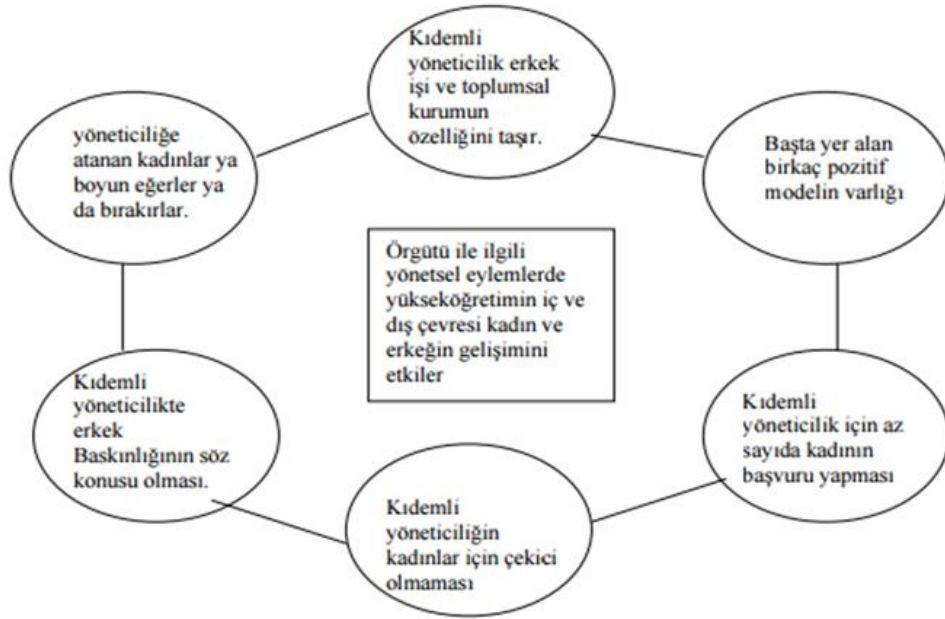 Kıdemli
yöneticilik erkek
işi ve toplumsal
kurumun
özelliğini taşır.
Başta yer alan
birkaç pozitif
modelin varlığı
Kıdemli
yöneticilik için az
sayıda kadının
başvuru yapması
Kıdemli
yöneticiliğin
kadınlar için çekici
olmaması
Kıdemli
yöneticilikte
erkek
Baskınlığının söz
konusu olması.
yöneticiliğe
atanan kadınlar ya
boyun eğerler ya
da bırakırlar.
Örgütü ile ilgili
yönetsel eylemlerde
yükseköğretimin iç ve
dış çevresi kadın ve
erkeğin gelişimini
etkiler